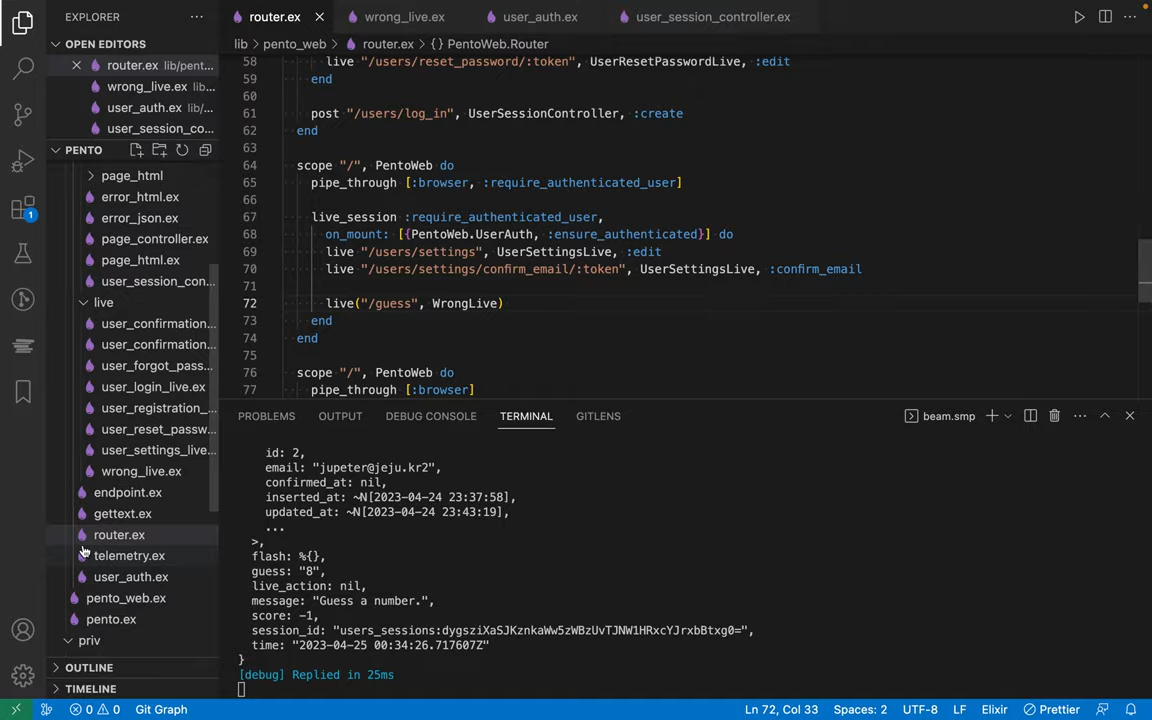 EXPLORER
router.ex
wrong_live.ex
user_auth.ex
user_session_controller.ex
OPEN EDITORS
router.ex lib/pent...
wrong_live.ex lib...
user_auth.ex lib/...
user_session_co...
lib > pento_web > router.ex > { } PentoWeb.Router
PENTO
page_html
error_html.ex
error_json.ex
page_controller.ex
page_html.ex
user_session_con...
live
user_confirmation...
user_confirmation...
user_forgot_pass...
user_login_live.ex
user_registration_...
user_reset_passw...
user_settings_live...
wrong_live.ex
endpoint.ex
gettext.ex
router.ex
telemetry.ex
user_auth.ex
pento_web.ex
pento.ex
priv
OUTLINE
TIMELINE
1
58 live "/users/reset_password/:token", UserResetPasswordLive, :edit
59 end
60
61 post "/users/log_in", UserSessionController, :create
62 end
63
64 scope "/", PentoWeb do
65 pipe_through [:browser, :require_authenticated_user]
66
67 live_session :require_authenticated_user,
68 on_mount: [{PentoWeb.UserAuth, :ensure_authenticated}] do
69 live "/users/settings", UserSettingsLive, :edit
70 live "/users/settings/confirm_email/:token", UserSettingsLive, :confirm_email
71
72 live("/guess", WrongLive)
73 end
74 end
75
76 scope "/", PentoWeb do
77 pipe_through [:browser]
PROBLEMS OUTPUT DEBUG CONSOLE TERMINAL GITLENS
beam.smp
id: 2,
email: "jupeter@jeju.kr2",
confirmed_at: nil,
inserted_at: ~N[2023-04-24 23:37:58],
updated_at: ~N[2023-04-24 23:43:19],
...
>,
flash: %{},
guess: "8",
live_action: nil,
message: "Guess a number.",
score: -1,
session_id: "users_sessions:dygsziXaSJKznkaWw5zWBzUvTJNW1HRxcYJrxbBtxg0=",
time: "2023-04-25 00:34:26.717607Z"
}
[debug] Replied in 25ms
0 0 Git Graph
Ln 72, Col 33 Spaces: 2 UTF-8 LF Elixir Prettier